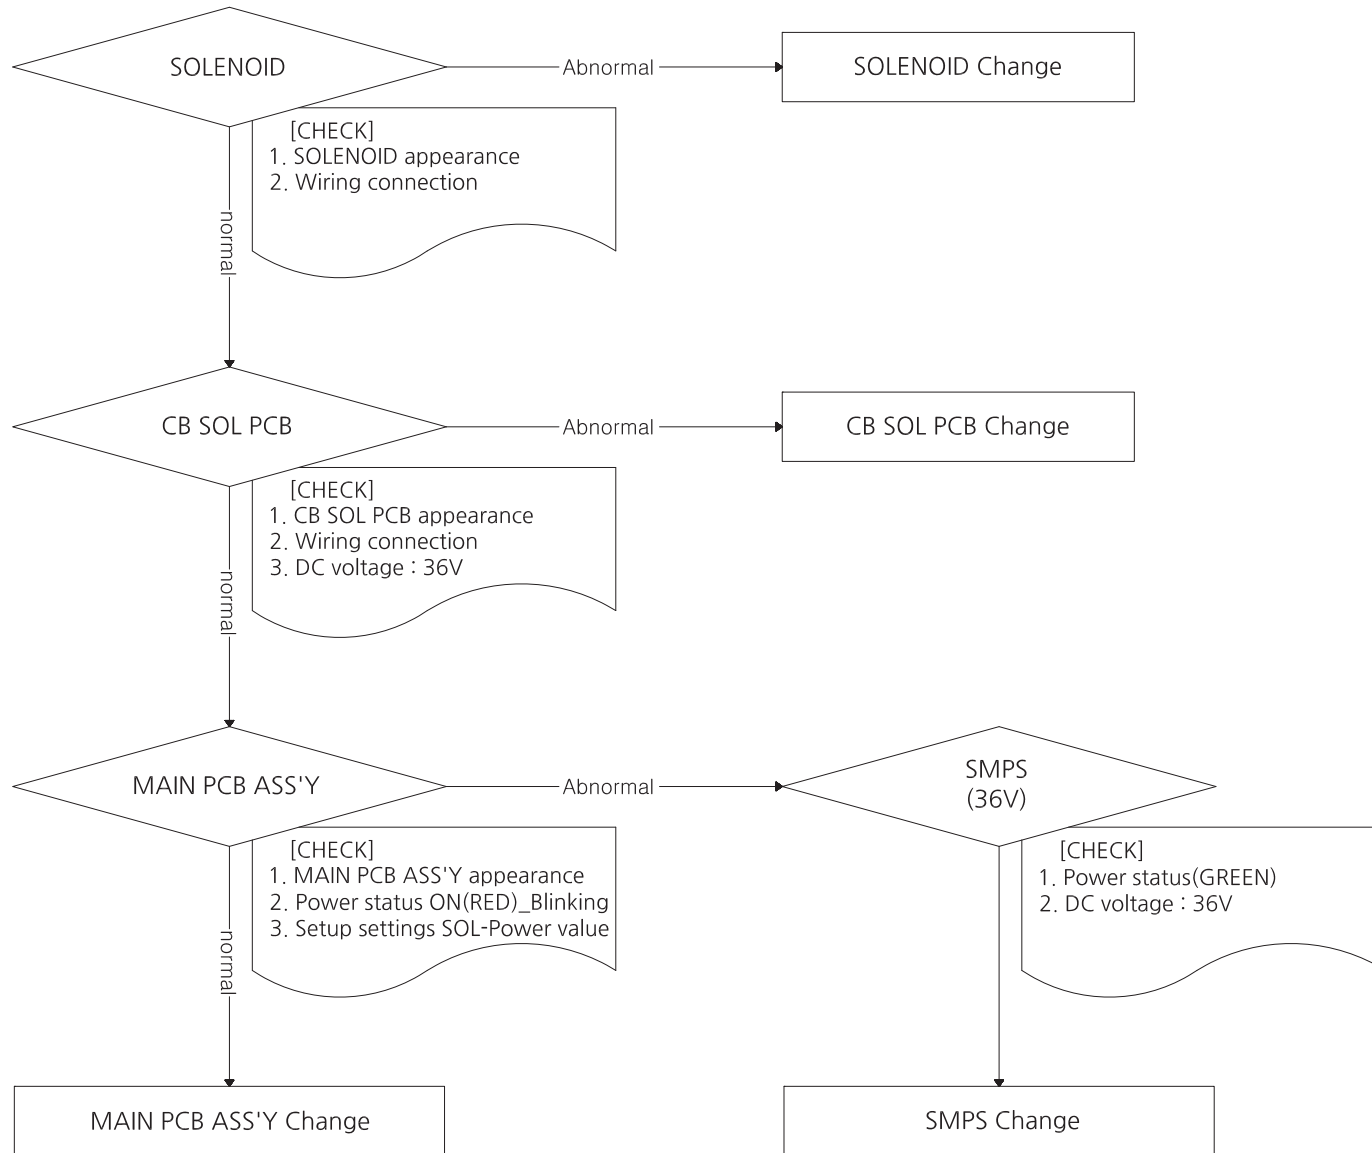 SOLENOID
Abnormal
SOLENOID Change
[CHECK]
1. SOLENOID appearance
2. Wiring connection
normal
CB SOL PCB
Abnormal
CB SOL PCB Change
[CHECK]
1. CB SOL PCB appearance
2. Wiring connection
3. DC voltage : 36V
normal
MAIN PCB ASS'Y
Abnormal
SMPS
(36V)
[CHECK]
1. MAIN PCB ASS'Y appearance
2. Power status ON(RED)_Blinking
3. Setup settings SOL-Power value
[CHECK]
1. Power status(GREEN)
2. DC voltage : 36V
normal
MAIN PCB ASS'Y Change
SMPS Change